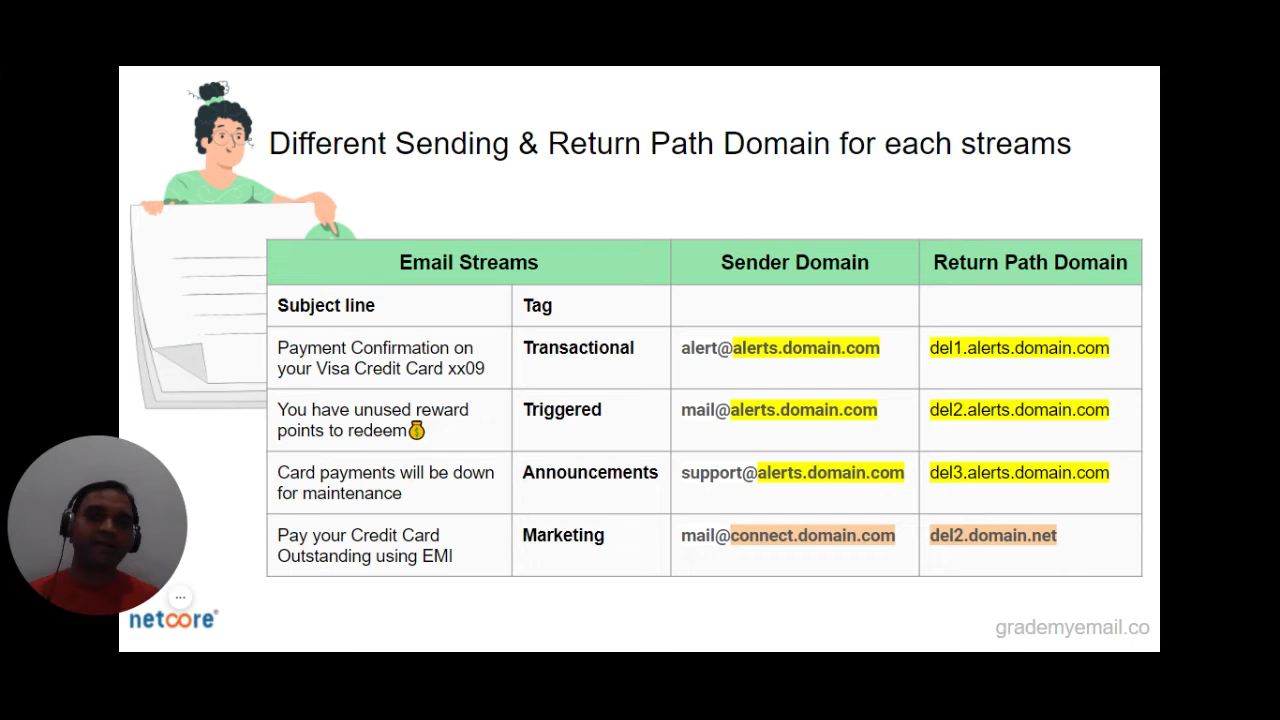 Different Sending & Return Path Domain for each streams
Email Streams Sender Domain Return Path Domain
Subject line Tag
Payment Confirmation on
your Visa Credit Card xx09
Transactional
alert@alerts.domain.com
del1.alerts.domain.com
You have unused reward
points to redeem💰
Triggered
mail@alerts.domain.com
del2.alerts.domain.com
Card payments will be down
for maintenance
Announcements
support@alerts.domain.com
del3.alerts.domain.com
Pay your Credit Card
Outstanding using EMI
Marketing
mail@connect.domain.com
del2.domain.net
...
netcore®
grademyemail.co